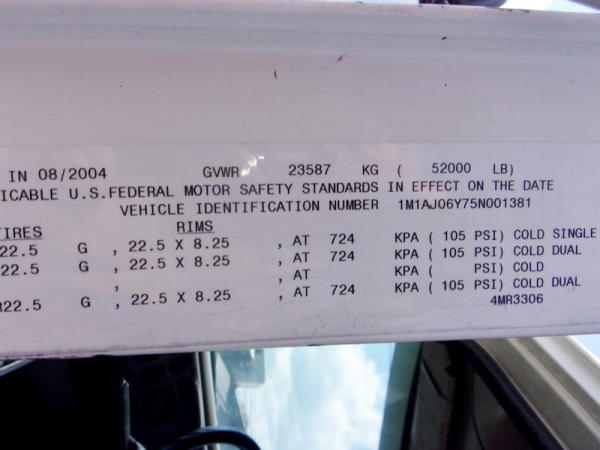 IN 08/2004 GVWR 23587 KG ( 52000 LB)
ICABLE U.S.FEDERAL MOTOR SAFETY STANDARDS IN EFFECT ON THE DATE
VEHICLE IDENTIFICATION NUMBER 1M1AJ06Y75N001381
TIRES RIMS
22.5 G , 22.5 X 8.25 , AT 724 KPA ( 105 PSI) COLD SINGLE
22.5 G , 22.5 X 8.25 , AT 724 KPA ( 105 PSI) COLD DUAL
, , AT KPA ( PSI) COLD
R22.5 G , 22.5 X 8.25 , AT 724 KPA ( 105 PSI) COLD DUAL
4MR3306